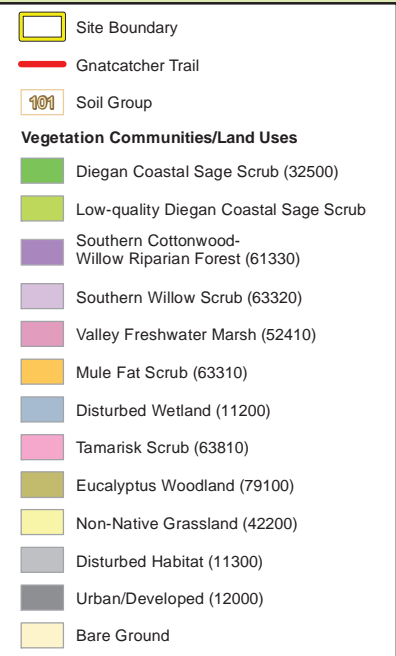 Site Boundary
Gnatcatcher Trail
101 Soil Group
Vegetation Communities/Land Uses
Diegan Coastal Sage Scrub (32500)
Low-quality Diegan Coastal Sage Scrub
Southern Cottonwood-
Willow Riparian Forest (61330)
Southern Willow Scrub (63320)
Valley Freshwater Marsh (52410)
Mule Fat Scrub (63310)
Disturbed Wetland (11200)
Tamarisk Scrub (63810)
Eucalyptus Woodland (79100)
Non-Native Grassland (42200)
Disturbed Habitat (11300)
Urban/Developed (12000)
Bare Ground